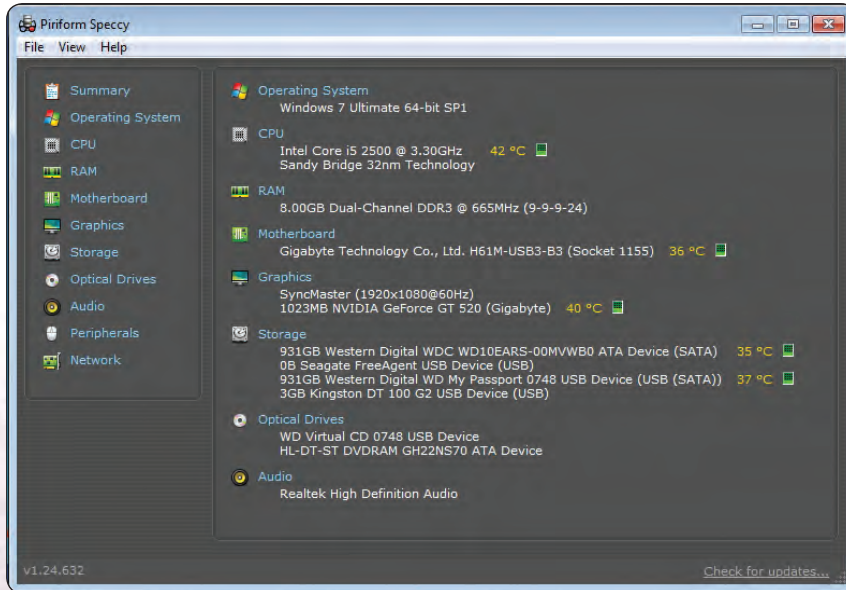 Piriform Speccy
File View Help
Summary
Operating System
CPU
RAM
Motherboard
Graphics
Storage
Optical Drives
Audio
Peripherals
Network
Operating System
Windows 7 Ultimate 64-bit SP1
CPU
Intel Core i5 2500 @ 3.30GHz 42 °C
Sandy Bridge 32nm Technology
RAM
8.00GB Dual-Channel DDR3 @ 665MHz (9-9-9-24)
Motherboard
Gigabyte Technology Co., Ltd. H61M-USB3-B3 (Socket 1155) 36 °C
Graphics
SyncMaster (1920x1080@60Hz)
1023MB NVIDIA GeForce GT 520 (Gigabyte) 40 °C
Storage
931GB Western Digital WDC WD10EARS-00MVWB0 ATA Device (SATA) 35 °C
0B Seagate FreeAgent USB Device (USB)
931GB Western Digital WD My Passport 0748 USB Device (USB (SATA)) 37 °C
3GB Kingston DT 100 G2 USB Device (USB)
Optical Drives
WD Virtual CD 0748 USB Device
HL-DT-ST DVDRAM GH22NS70 ATA Device
Audio
Realtek High Definition Audio
v1.24.632
Check for updates...